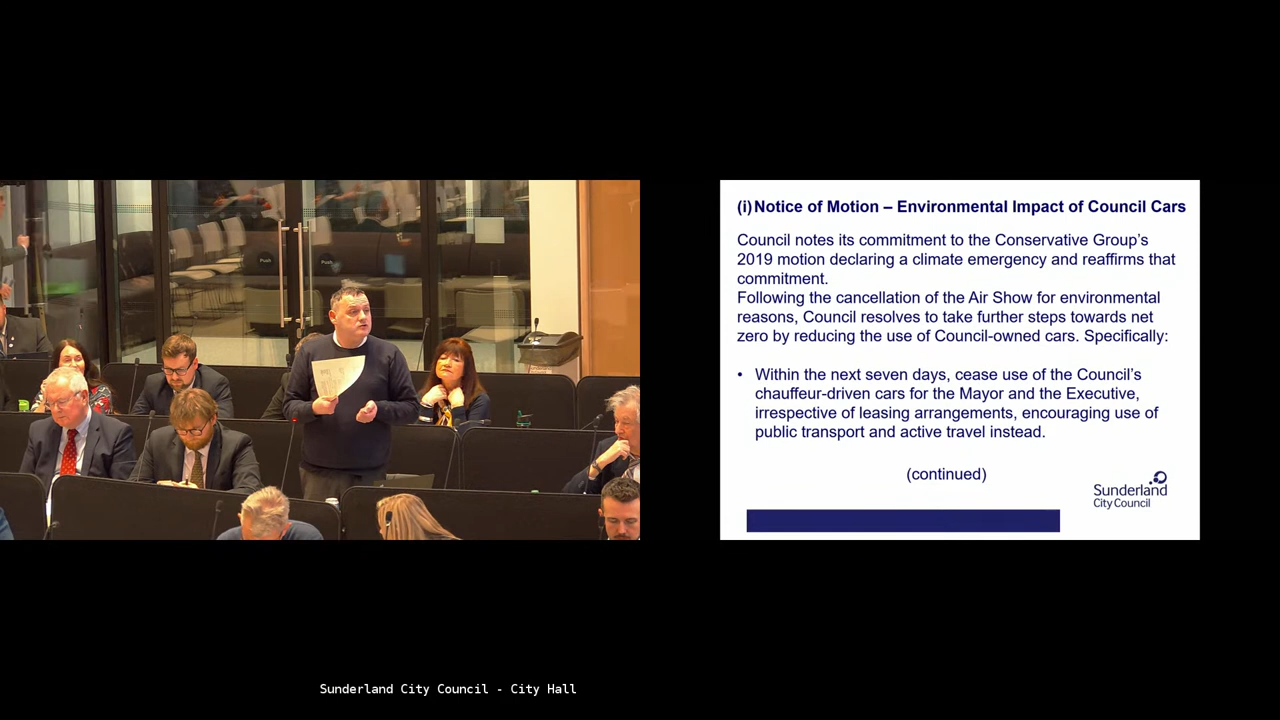 Push
Push
(i) Notice of Motion – Environmental Impact of Council Cars
Council notes its commitment to the Conservative Group's
2019 motion declaring a climate emergency and reaffirms that
commitment.
Following the cancellation of the Air Show for environmental
reasons, Council resolves to take further steps towards net
zero by reducing the use of Council-owned cars. Specifically:
• Within the next seven days, cease use of the Council's
chauffeur-driven cars for the Mayor and the Executive,
irrespective of leasing arrangements, encouraging use of
public transport and active travel instead.
(continued)
Sunderland
City Council
Sunderland City Council - City Hall